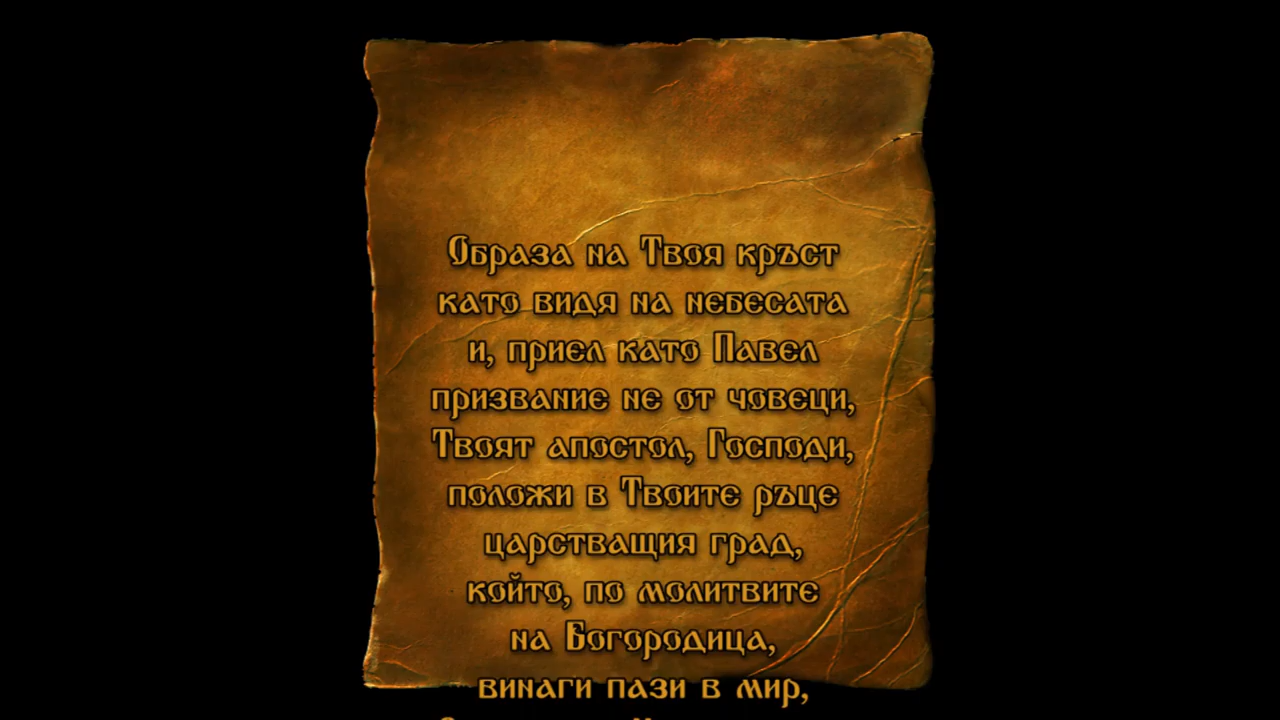 Образа на Твоя кръст
като видя на небесата
и, приел като Павел
призвание не от човеци,
Твоят апостол, Господи,
положи в Твоите ръце
царстващия град,
който, по молитвите
на Богородица,
винаги пази в мир,